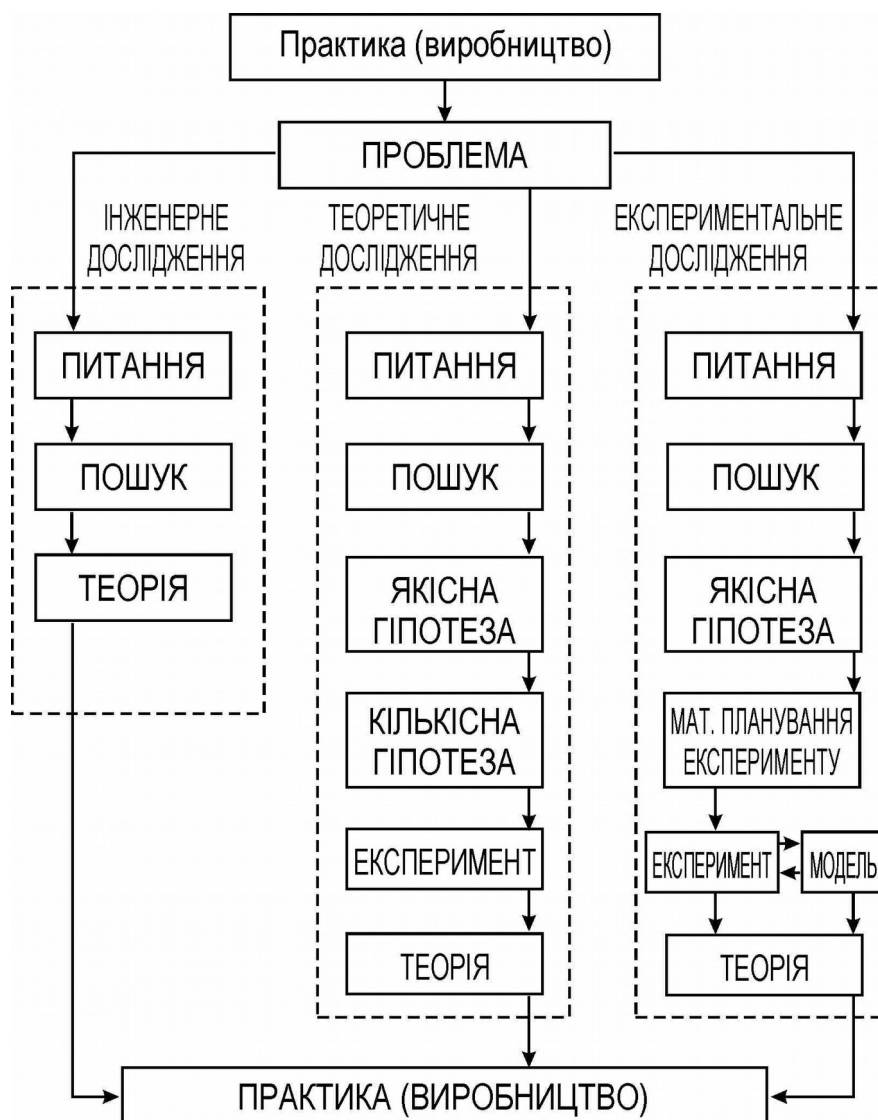 Практика (виробництво)
ПРОБЛЕМА
ІНЖЕНЕРНЕ
ДОСЛІДЖЕННЯ
ПИТАННЯ
ПОШУК
ТЕОРІЯ
ТЕОРЕТИЧНЕ
ДОСЛІДЖЕННЯ
ПИТАННЯ
ПОШУК
ЯКІСНА
ГІПОТЕЗА
КІЛЬКІСНА
ГІПОТЕЗА
ЕКСПЕРИМЕНТ
ТЕОРІЯ
ЕКСПЕРИМЕНТАЛЬНЕ
ДОСЛІДЖЕННЯ
ПИТАННЯ
ПОШУК
ЯКІСНА
ГІПОТЕЗА
МАТ. ПЛАНУВАННЯ
ЕКСПЕРИМЕНТУ
ЕКСПЕРИМЕНТ
МОДЕЛЬ
ТЕОРІЯ
ПРАКТИКА (ВИРОБНИЦТВО)